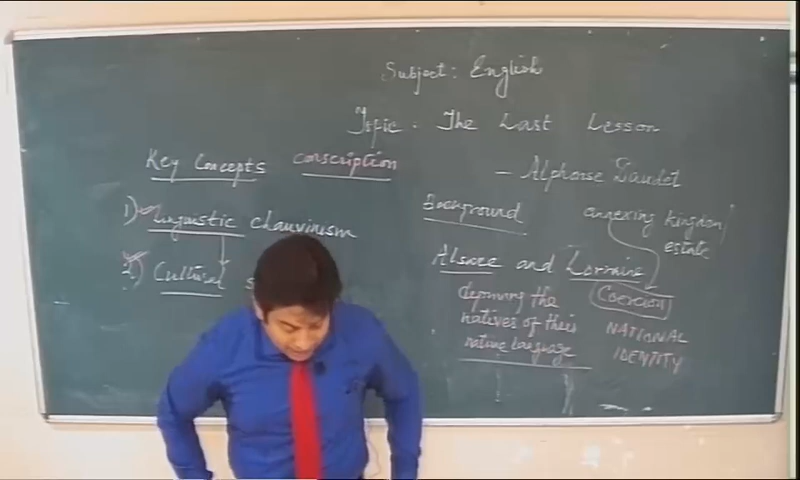 Subject: English
Topic - The Last Lesson
- Alphonse Daudet
Key Concepts
conscription
1) Linguistic chauvinism
2) Cultural
Background
annexing kingdom/
estate
Alsace and Lorraine
depriving the
natives of their
native language
Coercion
NATIONAL
IDENTITY